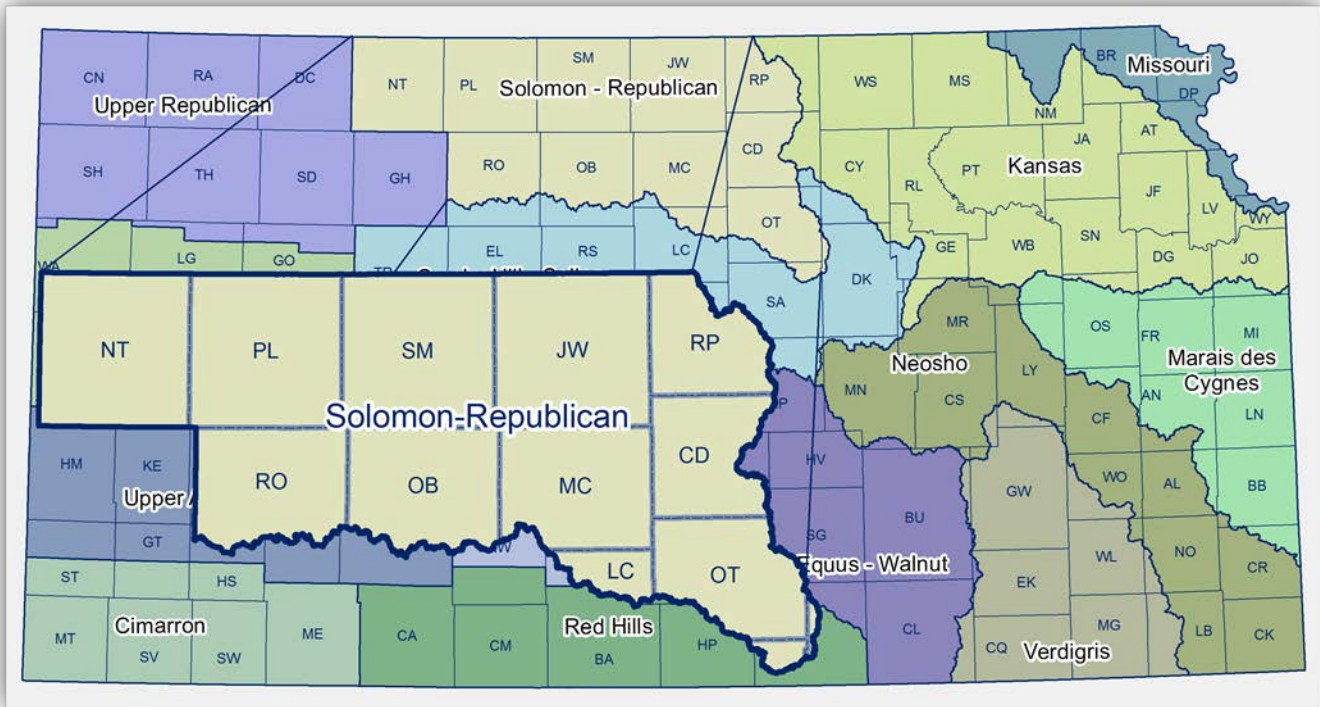 CN RA DC NT PL SM JW RP WS MS BR Missouri
Upper Republican Solomon - Republican DP
NM
SH TH SD GH RO OB MC CD CY RL PT JA AT
Kansas
JF LV WY
OT GE WB SN DG JO
WA LG GO EL RS LC
SA DK
NT PL SM JW RP
MR OS FR MI
Neosho Marais des
Cygnes
LY
MN CS AN LN
Solomon-Republican
CF
HM KE RO OB MC CD HV
Upper
GW WO AL BB
GT SG BU
Equus - Walnut
ST HS LC OT EK WL NO CR
MT Cimarron ME CA CM Red Hills HP CL
SV SW BA
CQ MG LB CK
Verdigris